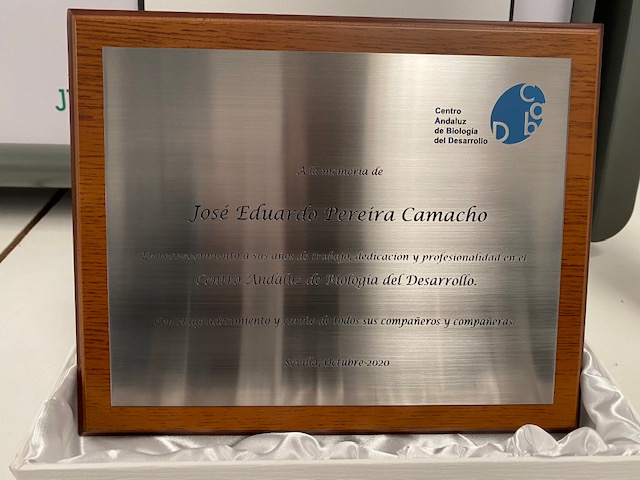 Centro
Andaluz
de Biología
del Desarrollo
CabD
A la memoria de
José Eduardo Pereira Camacho
En reconocimiento a sus años de trabajo, dedicación y profesionalidad en el
Centro Andaluz de Biología del Desarrollo.
Con el agradecimiento y cariño de todos sus compañeros y compañeras
Sevilla, Octubre-2020